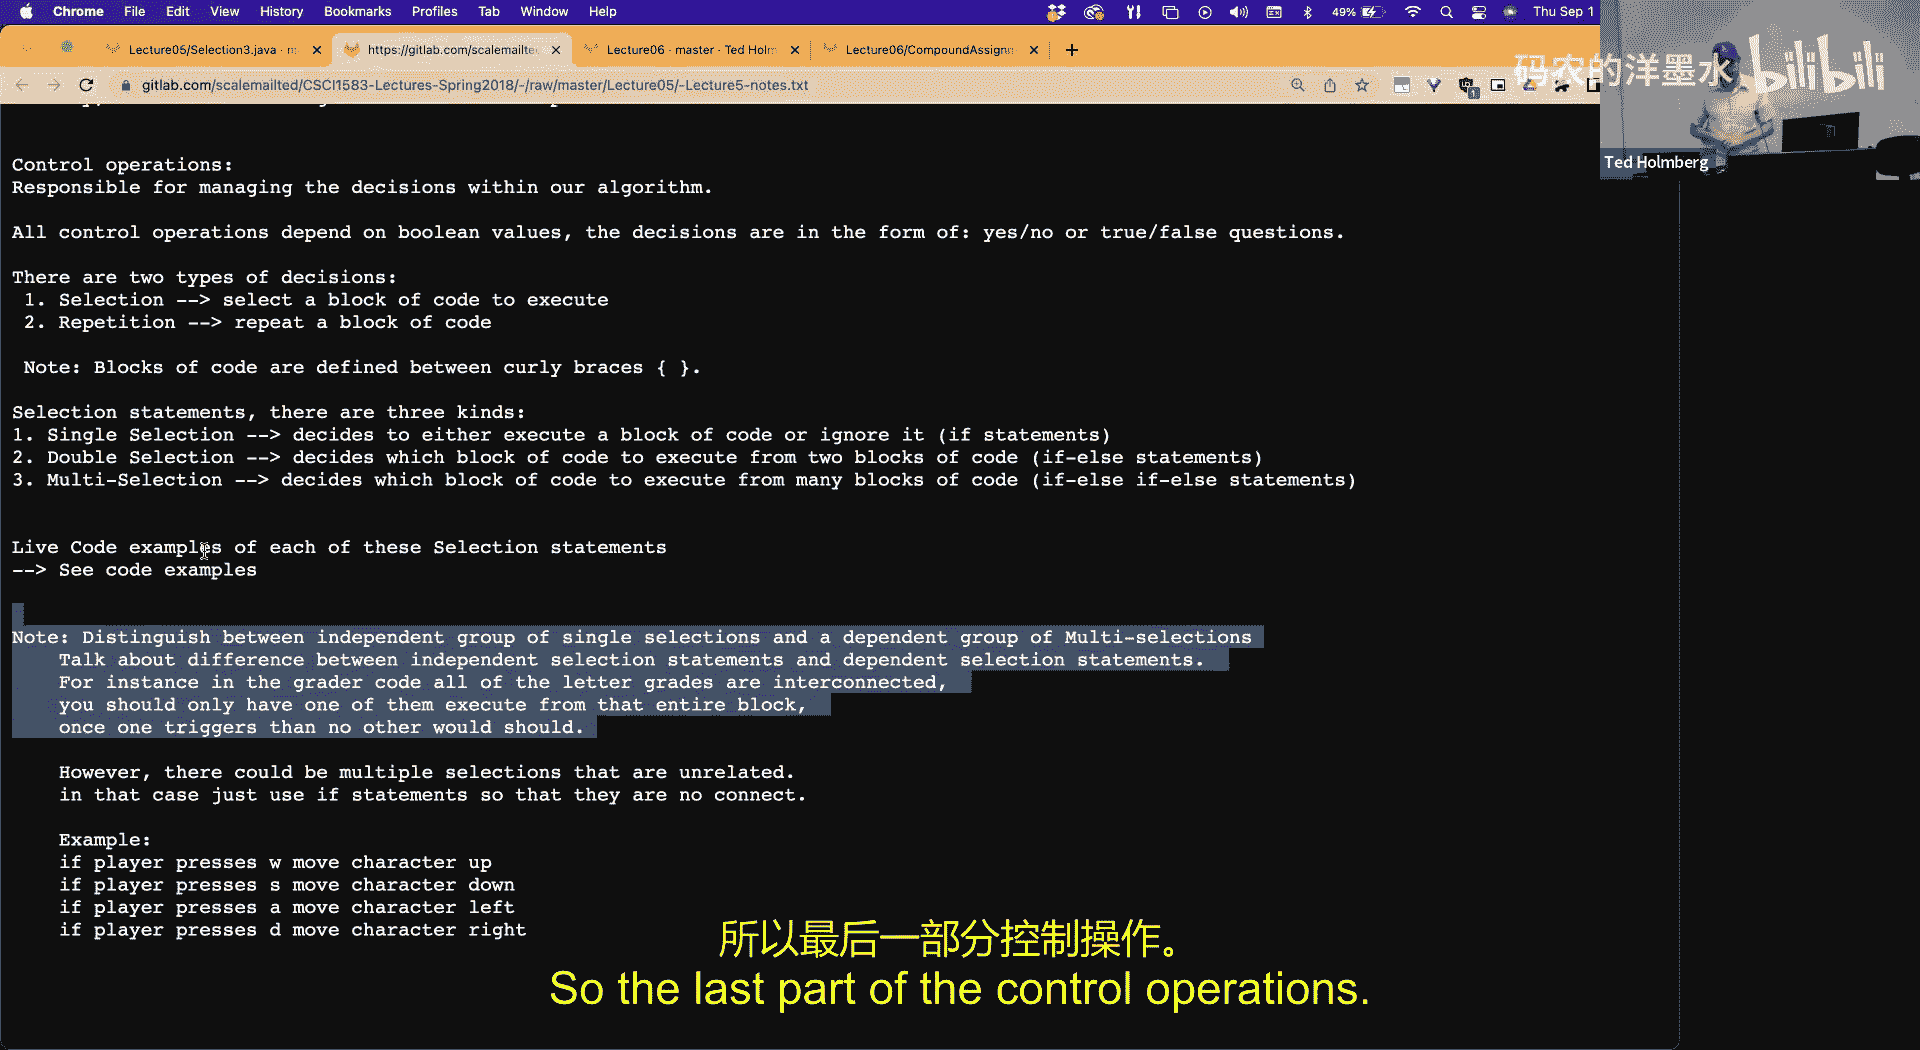 Chrome File Edit View History Bookmarks Profiles Tab Window Help 49% Thu Sep 1
Lecture05/Selection3.java · m
https://gitlab.com/scalemailte
Lecture06 · master · Ted Holm
Lecture06/CompoundAssignm
gitlab.com/scalemailted/CSCI1583-Lectures-Spring2018/-/raw/master/Lecture05/-Lecture5-notes.txt
码农的洋墨水 bilibili
Ted Holmberg
Control operations:
Responsible for managing the decisions within our algorithm.
All control operations depend on boolean values, the decisions are in the form of: yes/no or true/false questions.
There are two types of decisions:
1. Selection --> select a block of code to execute
2. Repetition --> repeat a block of code
Note: Blocks of code are defined between curly braces { }.
Selection statements, there are three kinds:
1. Single Selection --> decides to either execute a block of code or ignore it (if statements)
2. Double Selection --> decides which block of code to execute from two blocks of code (if-else statements)
3. Multi-Selection --> decides which block of code to execute from many blocks of code (if-else if-else statements)
Live Code examples of each of these Selection statements
--> See code examples
Note: Distinguish between independent group of single selections and a dependent group of Multi-selections
Talk about difference between independent selection statements and dependent selection statements.
For instance in the grader code all of the letter grades are interconnected,
you should only have one of them execute from that entire block,
once one triggers than no other would should.
However, there could be multiple selections that are unrelated.
in that case just use if statements so that they are no connect.
Example:
if player presses w move character up
if player presses s move character down
if player presses a move character left
if player presses d move character right
所以最后一部分控制操作。
So the last part of the control operations.